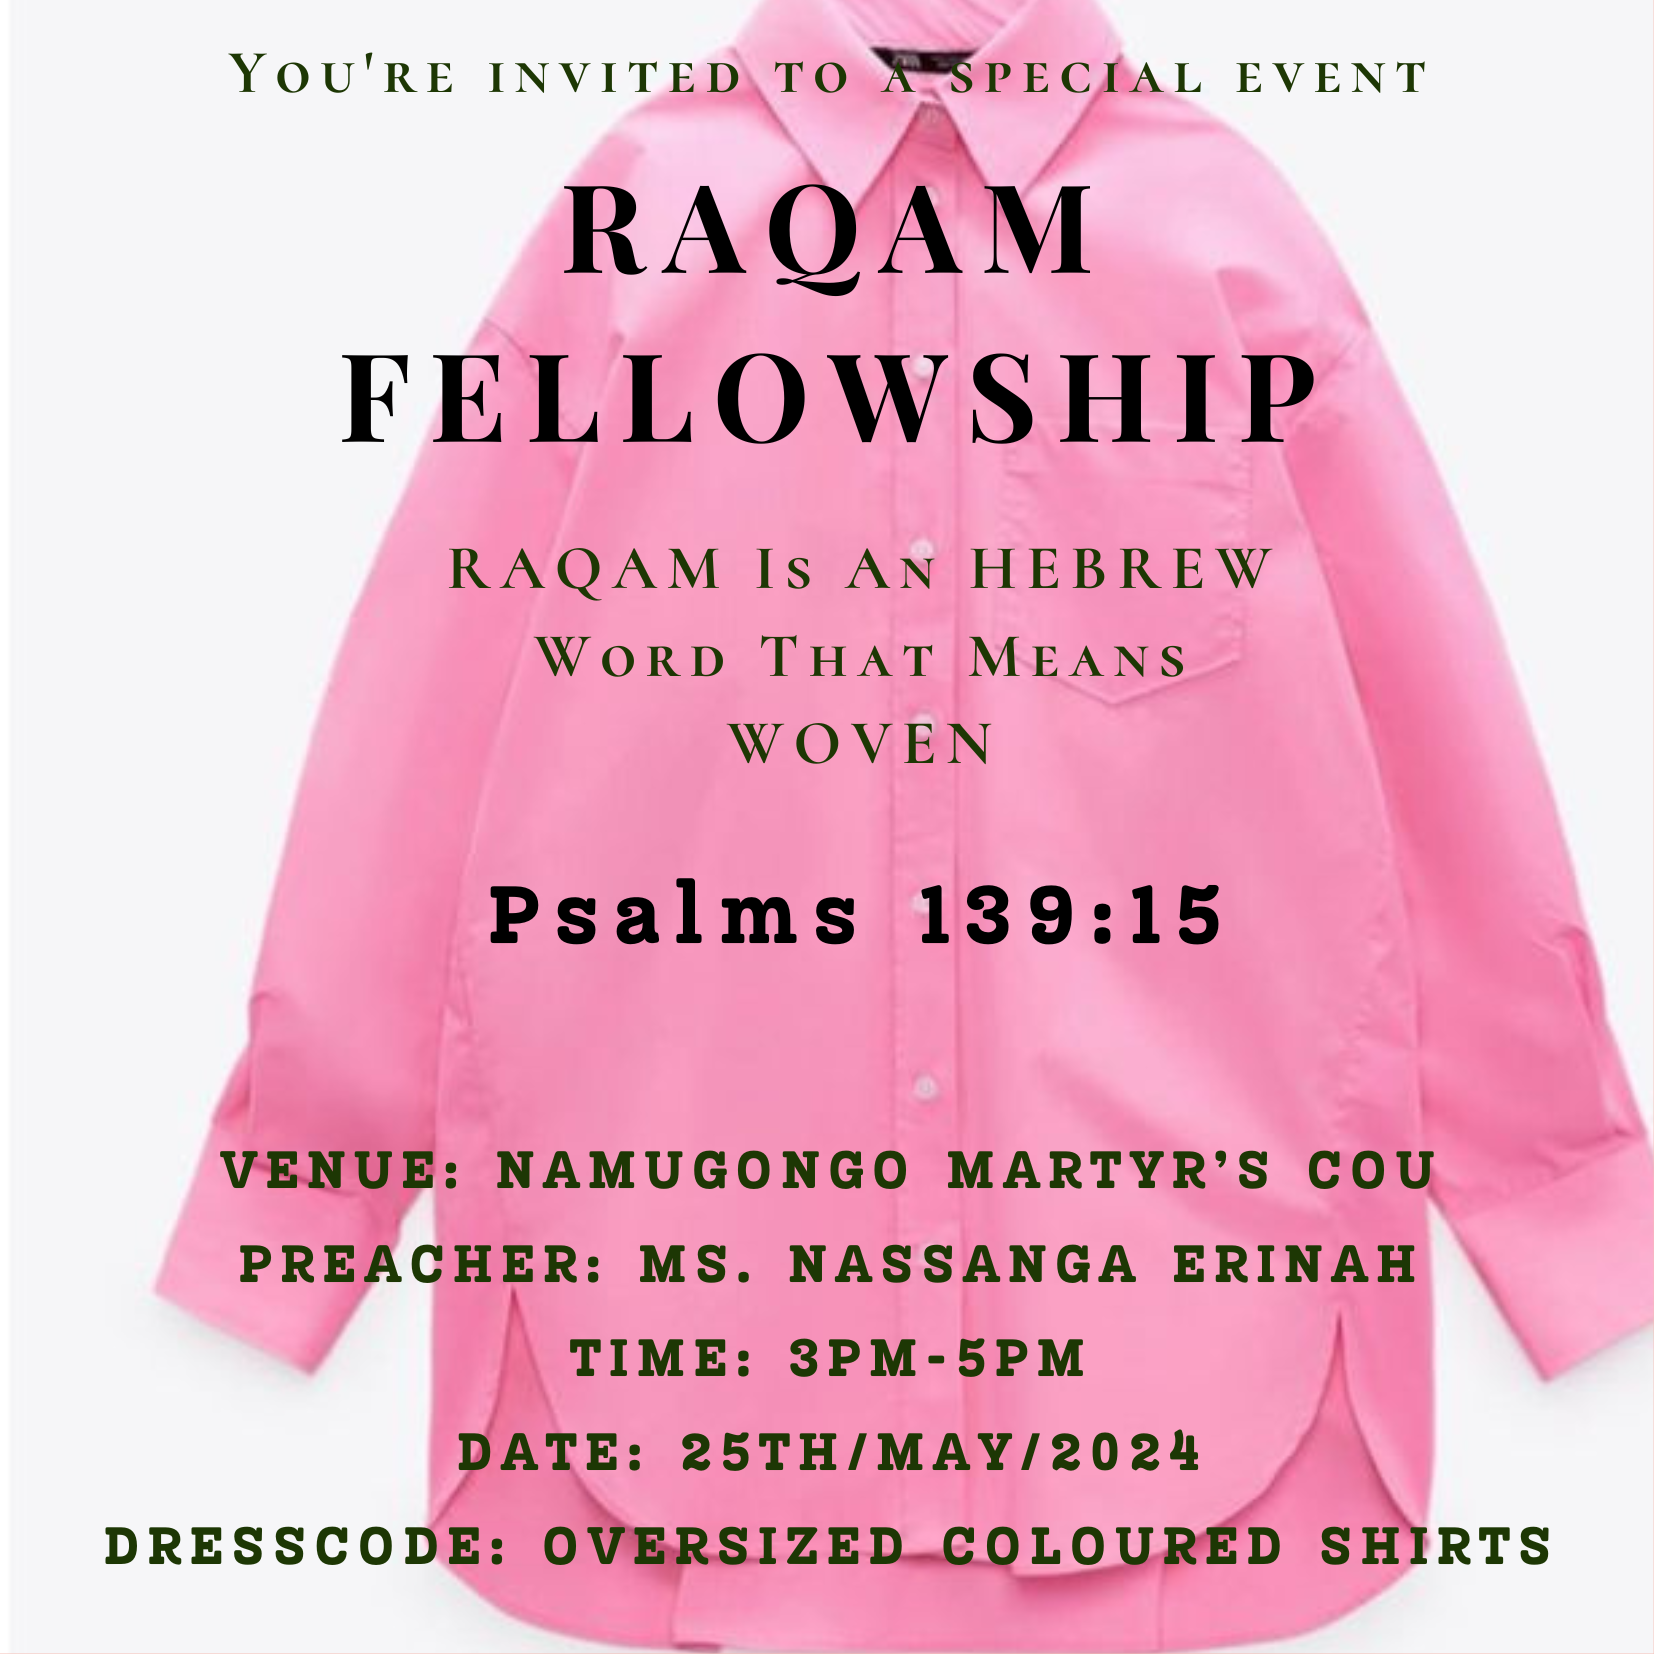 You're invited to a special event
RAQAM
FELLOWSHIP
RAQAM Is An HEBREW
Word That Means
WOVEN
Psalms 139:15
VENUE: NAMUGONGO MARTYR’S COU
PREACHER: MS. NASSANGA ERINAH
TIME: 3PM-5PM
DATE: 25TH/MAY/2024
DRESSCODE: OVERSIZED COLOURED SHIRTS